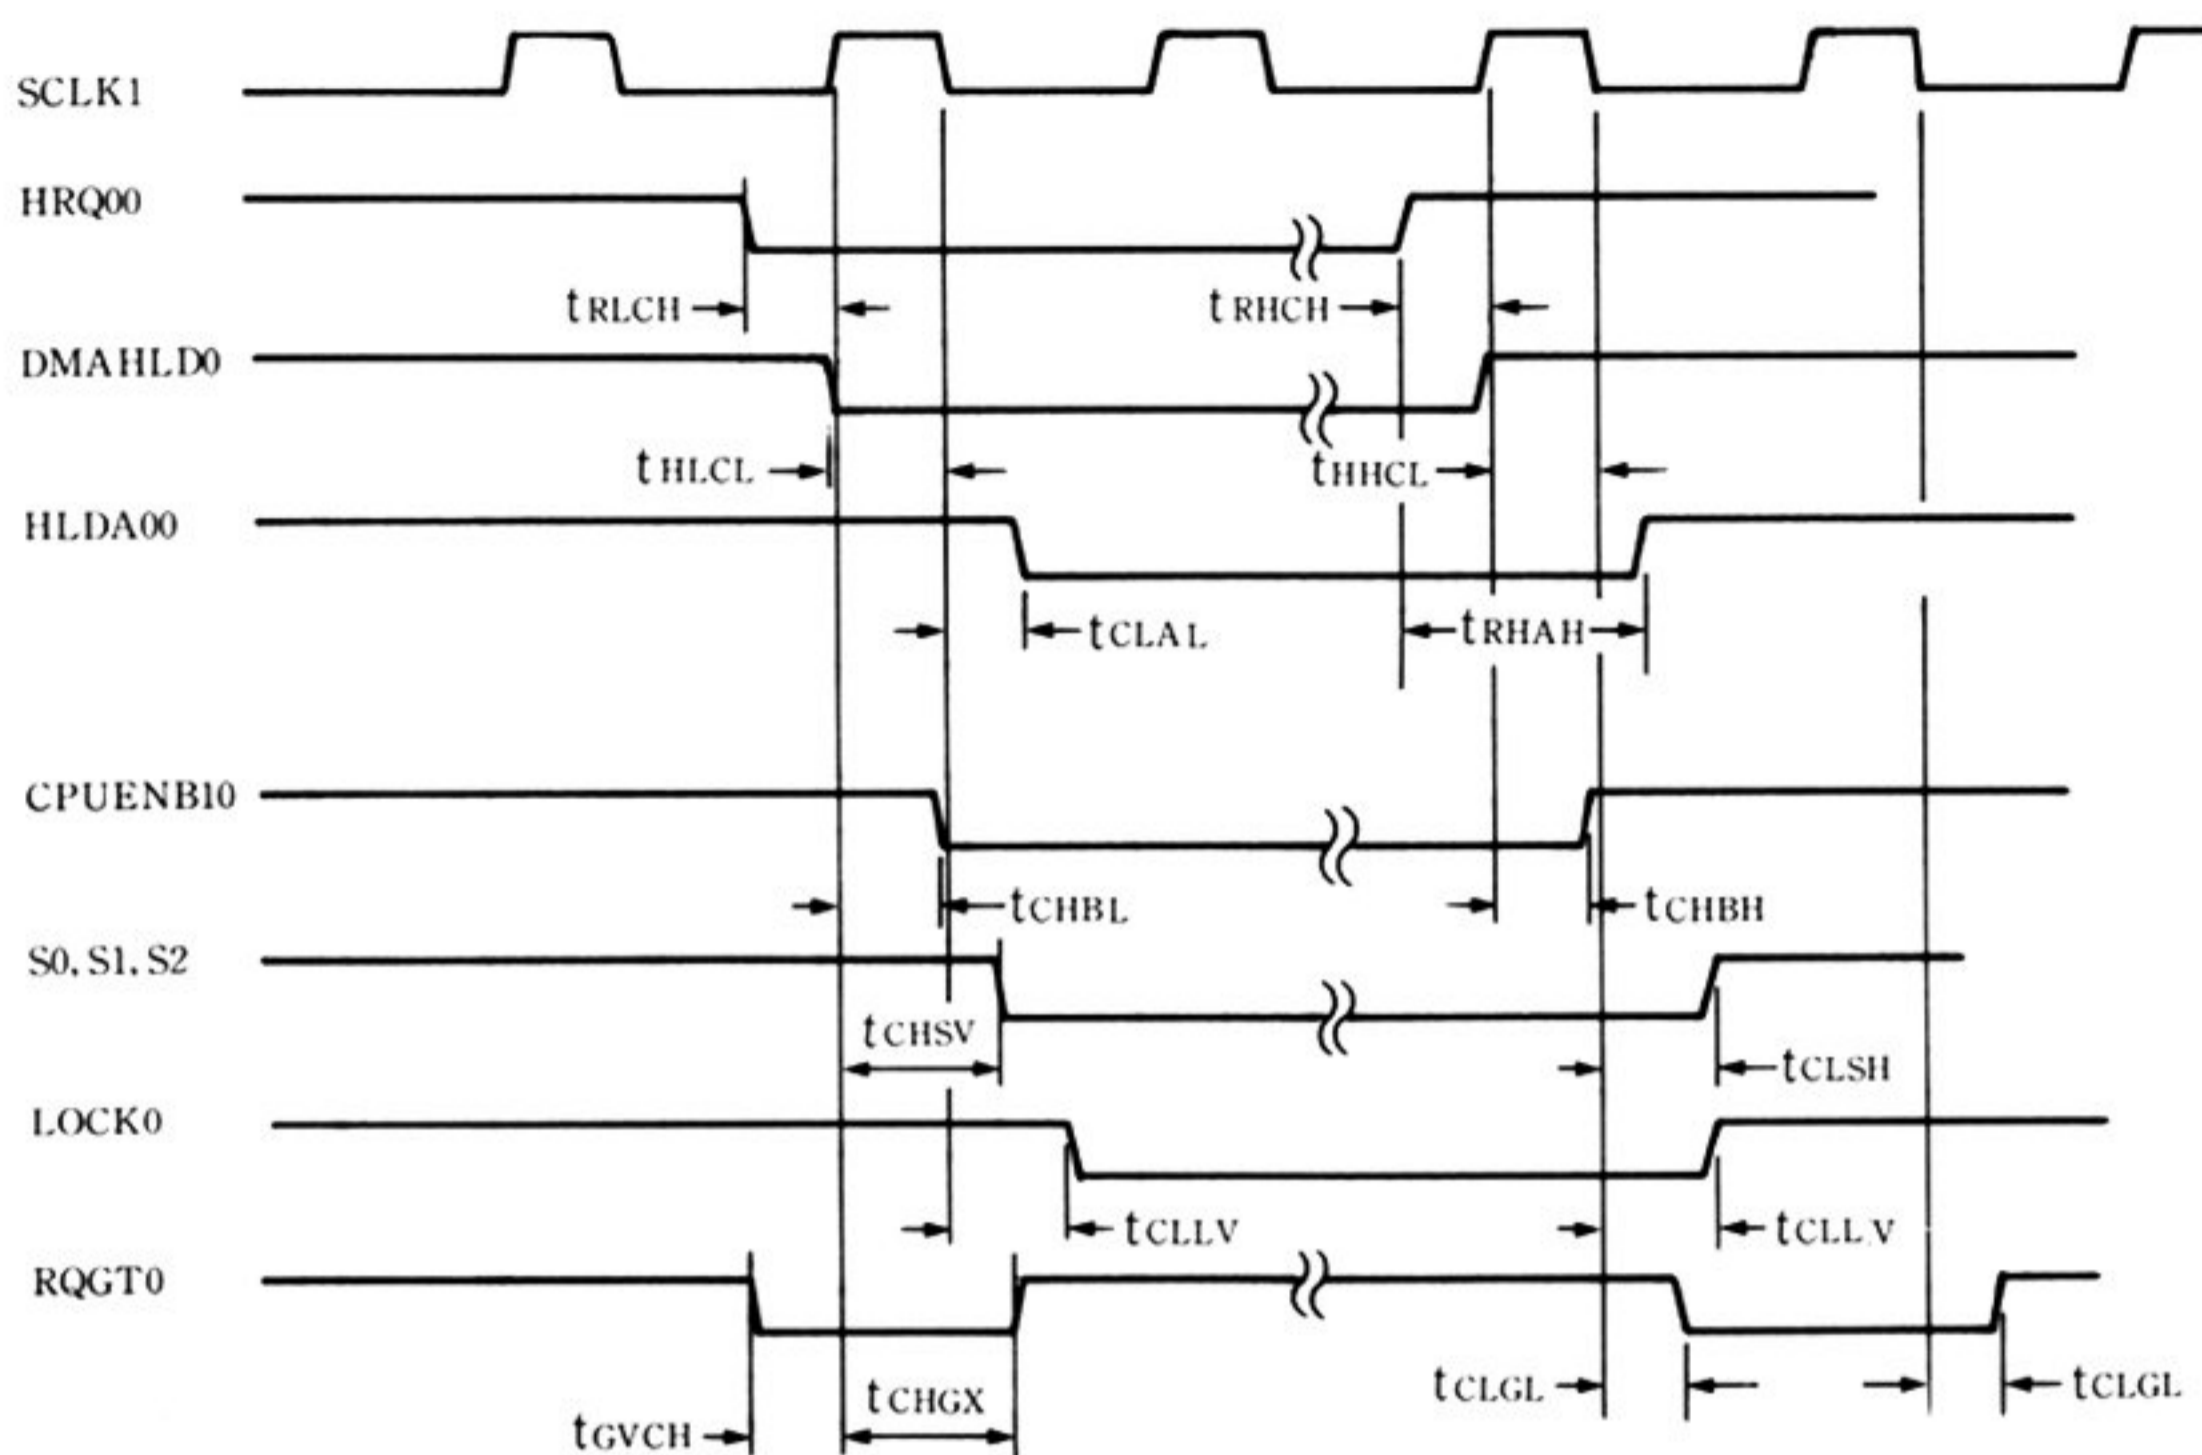 SCLK1
HRQ00
tRLCH tRHCH
DMAHLD0
tHLCL tHHCL
HLDA00
tCLAL tRHAH
CPUENB10
tCHBL tCHBH
S0, S1, S2
tCHSV
tCLSH
LOCK0
tCLLV tCLLV
RQGT0
tCHGX tCLGL tCLGL
tGVCH